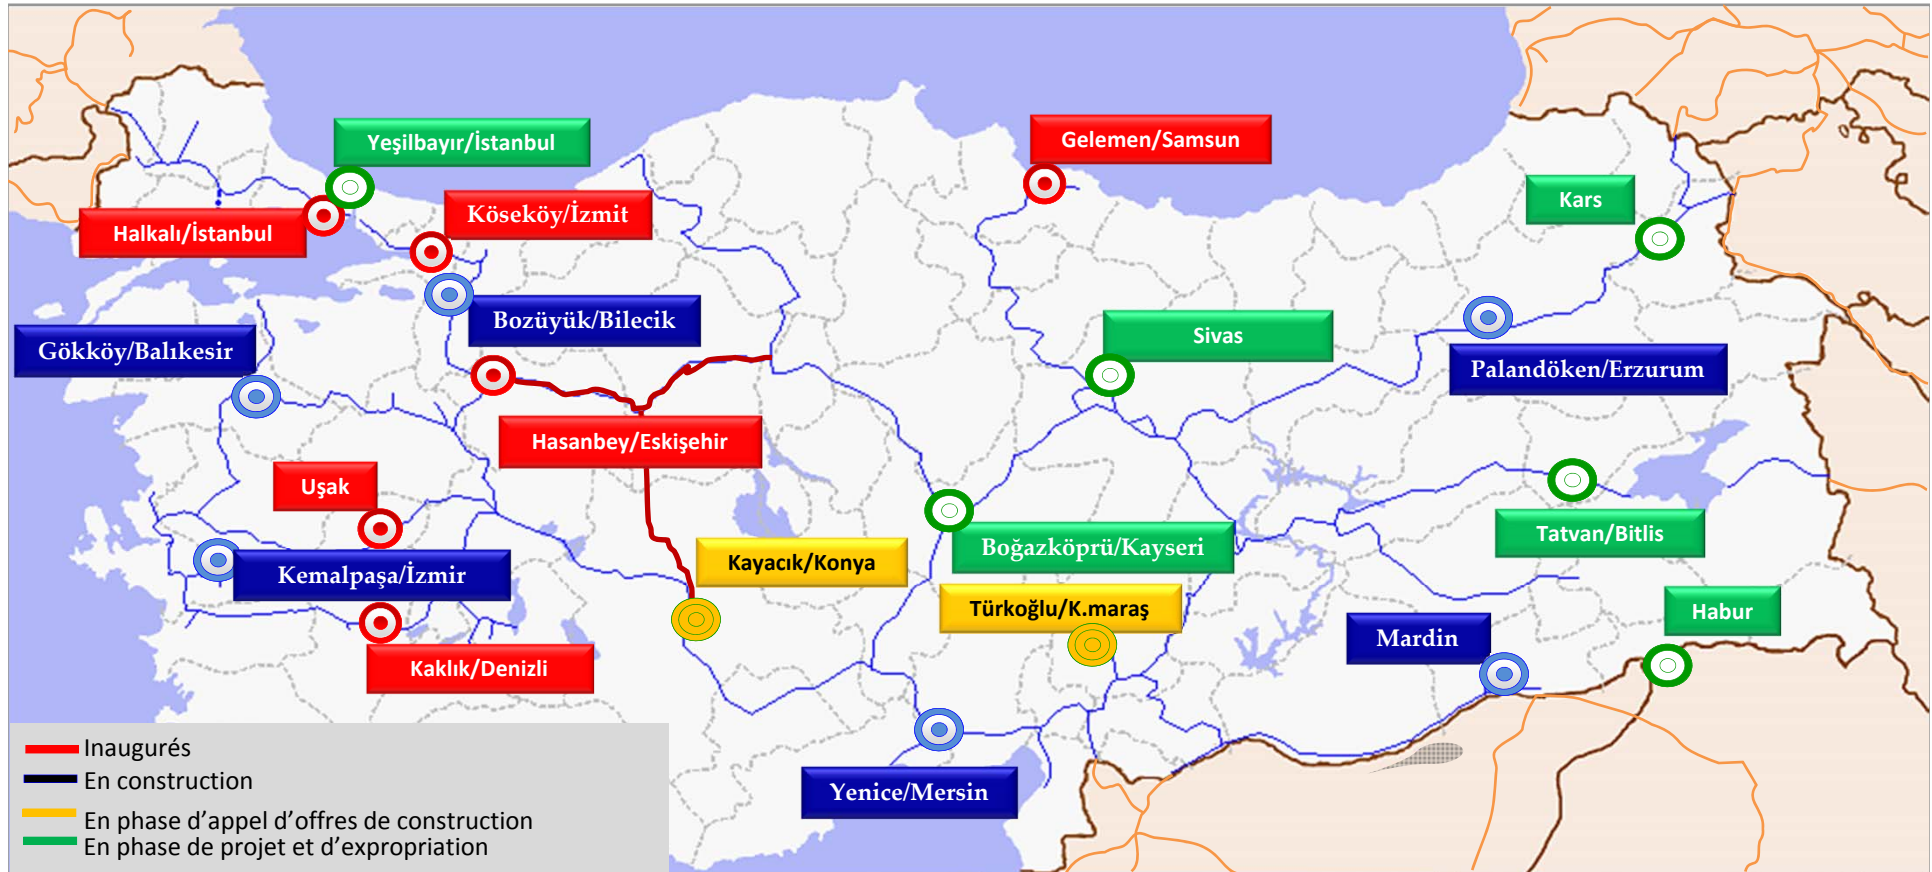 Yeşilbayır/İstanbul
Gelemen/Samsun
Kars
Köseköy/İzmit
Halkalı/İstanbul
Bozüyük/Bilecik
Sivas
Gökköy/Balıkesir
Palandöken/Erzurum
Hasanbey/Eskişehir
Uşak
Tatvan/Bitlis
Boğazköprü/Kayseri
Kayacık/Konya
Kemalpaşa/İzmir
Türkoğlu/K.maraş
Habur
Mardin
Kaklık/Denizli
Yenice/Mersin
Inaugurés
En construction
En phase d’appel d’offres de construction
En phase de projet et d’expropriation